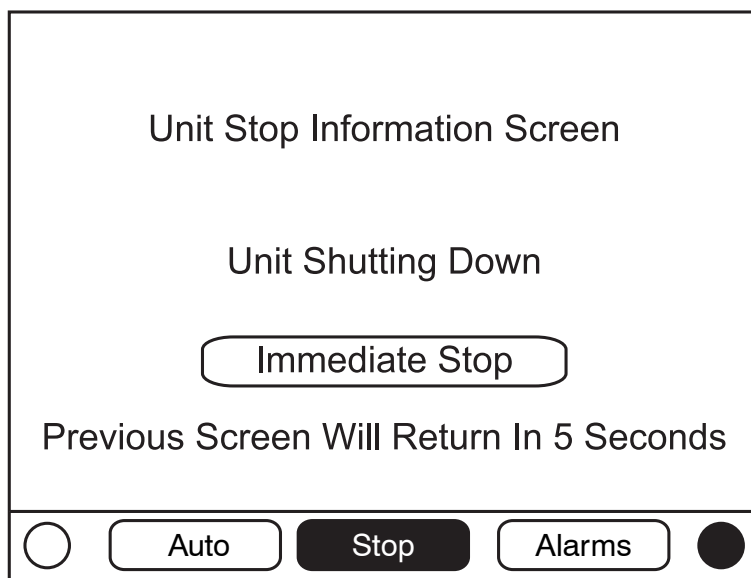 Unit Stop Information Screen
Unit Shutting Down
Immediate Stop
Previous Screen Will Return In 5 Seconds
Auto Stop Alarms